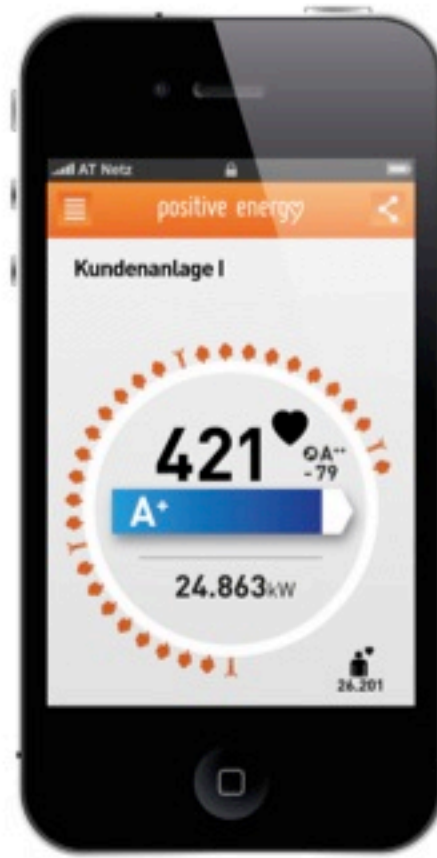 AT Netz
positive energy
Kundenanlage I
421
A++
-79
A+
24.863kW
26.201